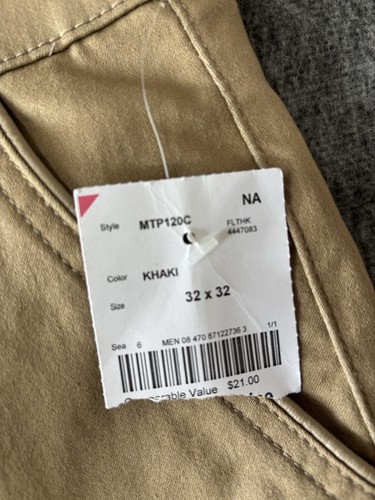 NA
Style MTP120C FLTHK
4447083
Color KHAKI
Size 32 x 32
Sea 6 MEN 08 470 87122736 3 1/1
Value $21.00